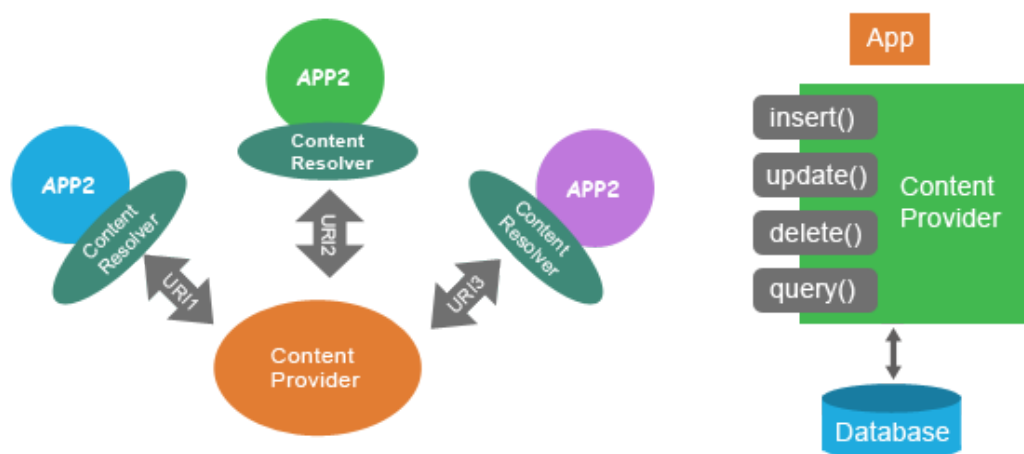 APP2
Content
Resolver
URI1
APP2
Content
Resolver
URI2
APP2
Content
Resolver
URI3
Content
Provider
App
insert()
update()
delete()
query()
Content
Provider
Database